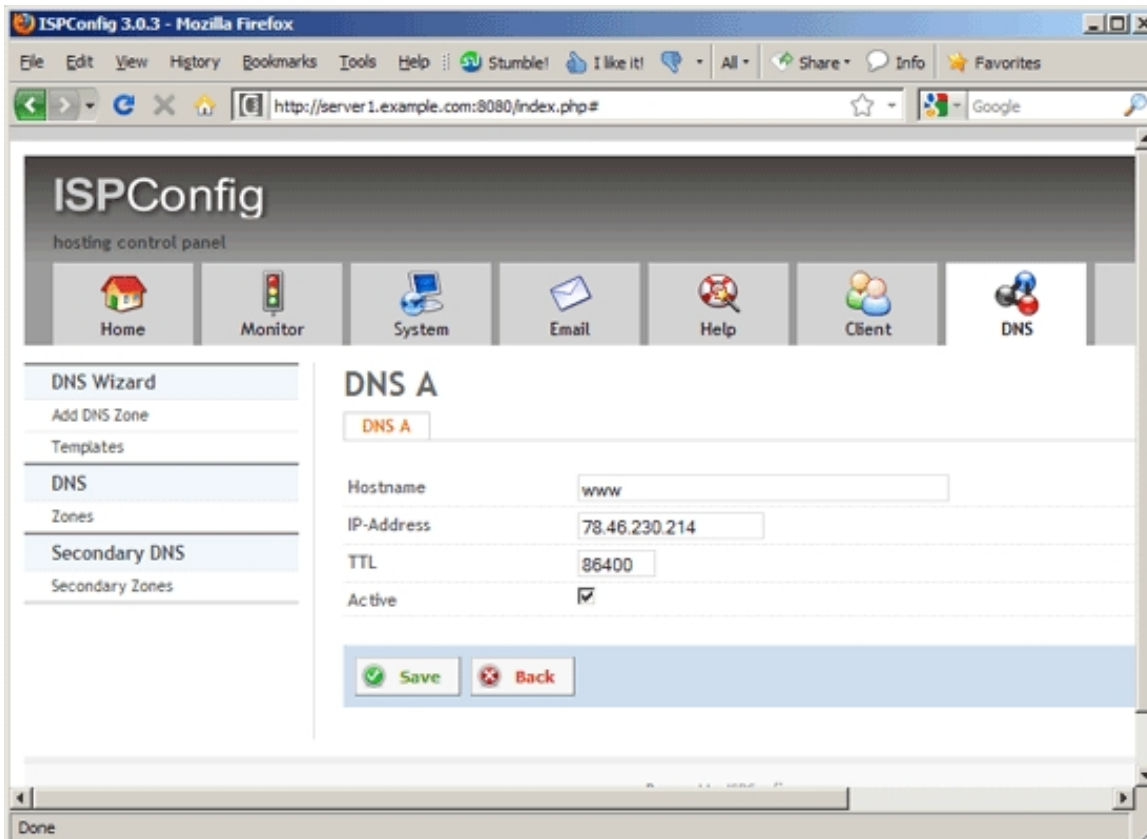 ISPConfig 3.0.3 - Mozilla Firefox
File Edit View History Bookmarks Tools Help Stumble! I like it! All Share Info Favorites
http://server1.example.com:8080/index.php# Google
ISPConfig
hosting control panel
Home Monitor System Email Help Client DNS
DNS Wizard
Add DNS Zone
Templates
DNS
Zones
Secondary DNS
Secondary Zones
DNS A
DNS A
Hostname www
IP-Address 78.46.230.214
TTL 86400
Active
Save Back
Done